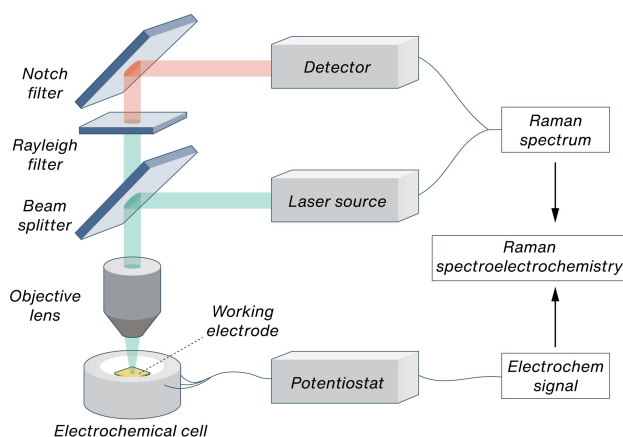 Notch
filter
Detector
Raman
spectrum
Rayleigh
filter
Beam
splitter
Laser source
Raman
spectroelectrochemistry
Objective
lens
Working
electrode
Potentiostat
Electrochem
signal
Electrochemical cell